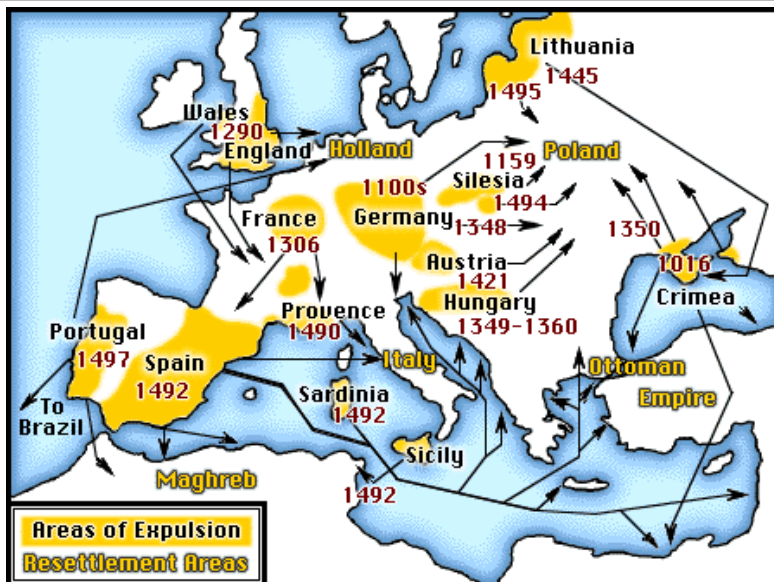 Lithuania
1445
1495
Wales
1290
England
Holland
1159
Poland
1100s
Silesia
1494
France
1306
Germany
1348
1350
Austria
1421
1016
Crimea
Hungary
1349-1360
Provence
1490
Portugal
1497
Spain
1492
Italy
Ottoman
Empire
To
Brazil
Sardinia
1492
Sicily
1492
Maghreb
Areas of Expulsion
Resettlement Areas